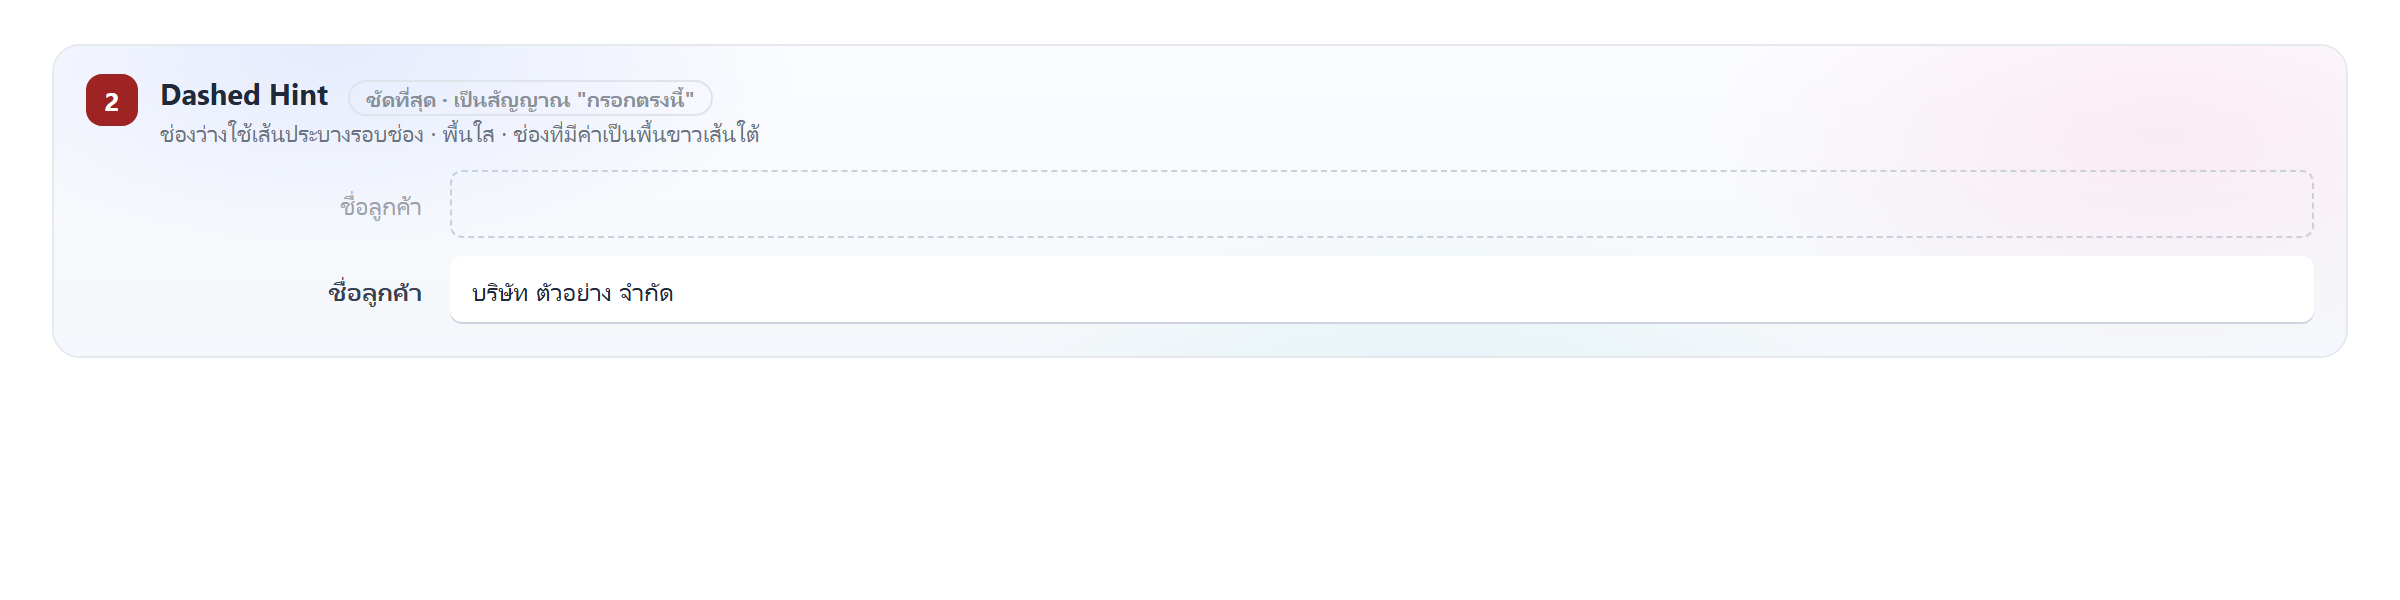 2
Dashed Hint ชัดที่สุด · เป็นสัญญาณ "กรอกตรงนี้"
ช่องว่างใช้เส้นประบางรอบช่อง · พื้นใส · ช่องที่มีค่าเป็นพื้นขาวเส้นใต้
ชื่อลูกค้า
ชื่อลูกค้า บริษัท ตัวอย่าง จำกัด